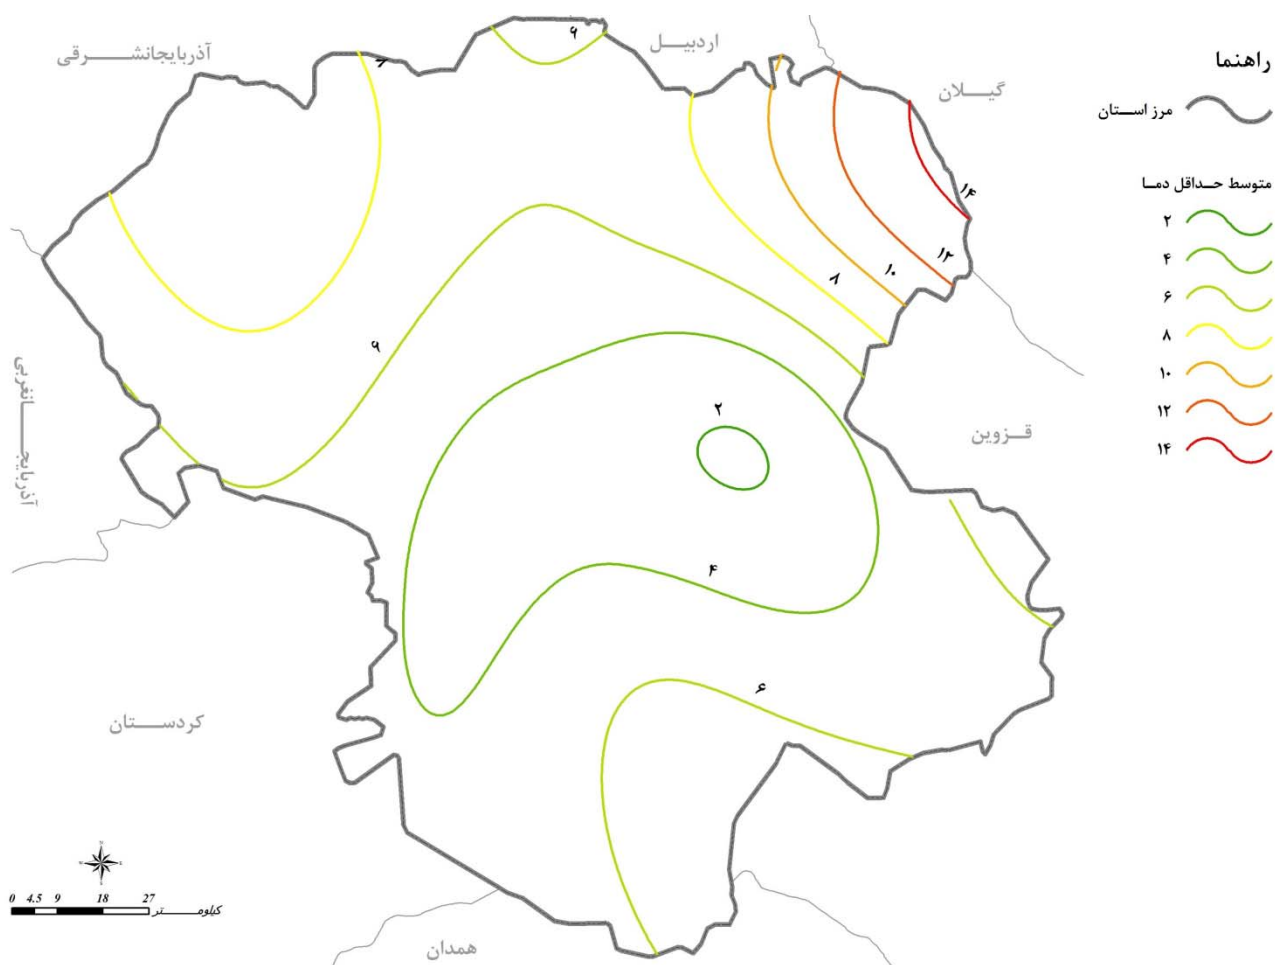 راهنما
مرز استان
متوسط حداقل دما
۲
۴
۶
۸
۱۰
۱۲
۱۴
آذربایجانشرقی
اردبیل
گیلان
قزوین
آذربایجانغربی
کردستان
همدان
۶
۸
۱۴
۱۲
۱۰
۸
۶
۲
۴
۶
N
0 4.5 9 18 27
کیلومتر